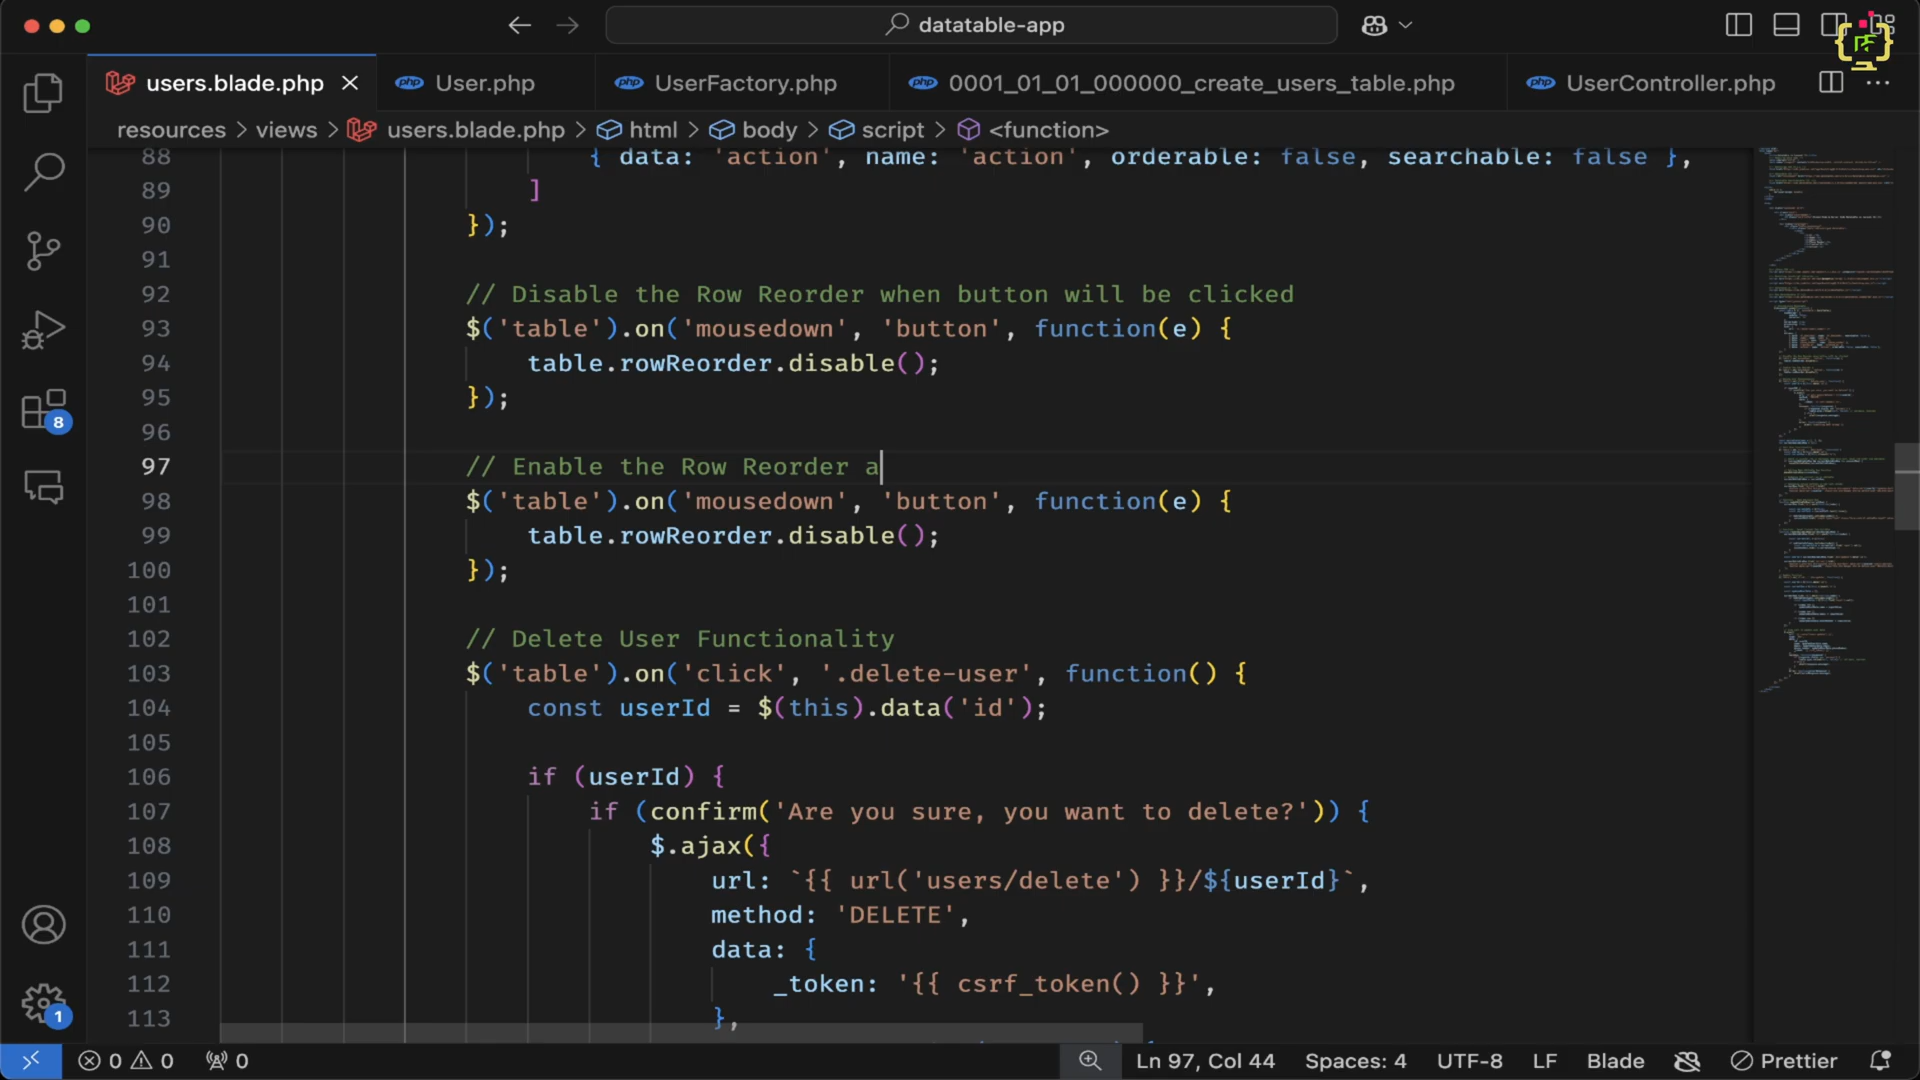 datatable-app
users.blade.php
php User.php
php UserFactory.php
php 0001_01_01_000000_create_users_table.php
php UserController.php
resources > views > users.blade.php > html > body > script > <function>
88 { data: 'action', name: 'action', orderable: false, searchable: false },
89 ]
90 });
91
92 // Disable the Row Reorder when button will be clicked
93 $('table').on('mousedown', 'button', function(e) {
94 table.rowReorder.disable();
95 });
96
97 // Enable the Row Reorder a
98 $('table').on('mousedown', 'button', function(e) {
99 table.rowReorder.disable();
100 });
101
102 // Delete User Functionality
103 $('table').on('click', '.delete-user', function() {
104 const userId = $(this).data('id');
105
106 if (userId) {
107 if (confirm('Are you sure, you want to delete?')) {
108 $.ajax({
109 url: `{{ url('users/delete') }}/${userId}`,
110 method: 'DELETE',
111 data: {
112 _token: '{{ csrf_token() }}',
113 },
8
1
0 0 0 Ln 97, Col 44 Spaces: 4 UTF-8 LF Blade Prettier